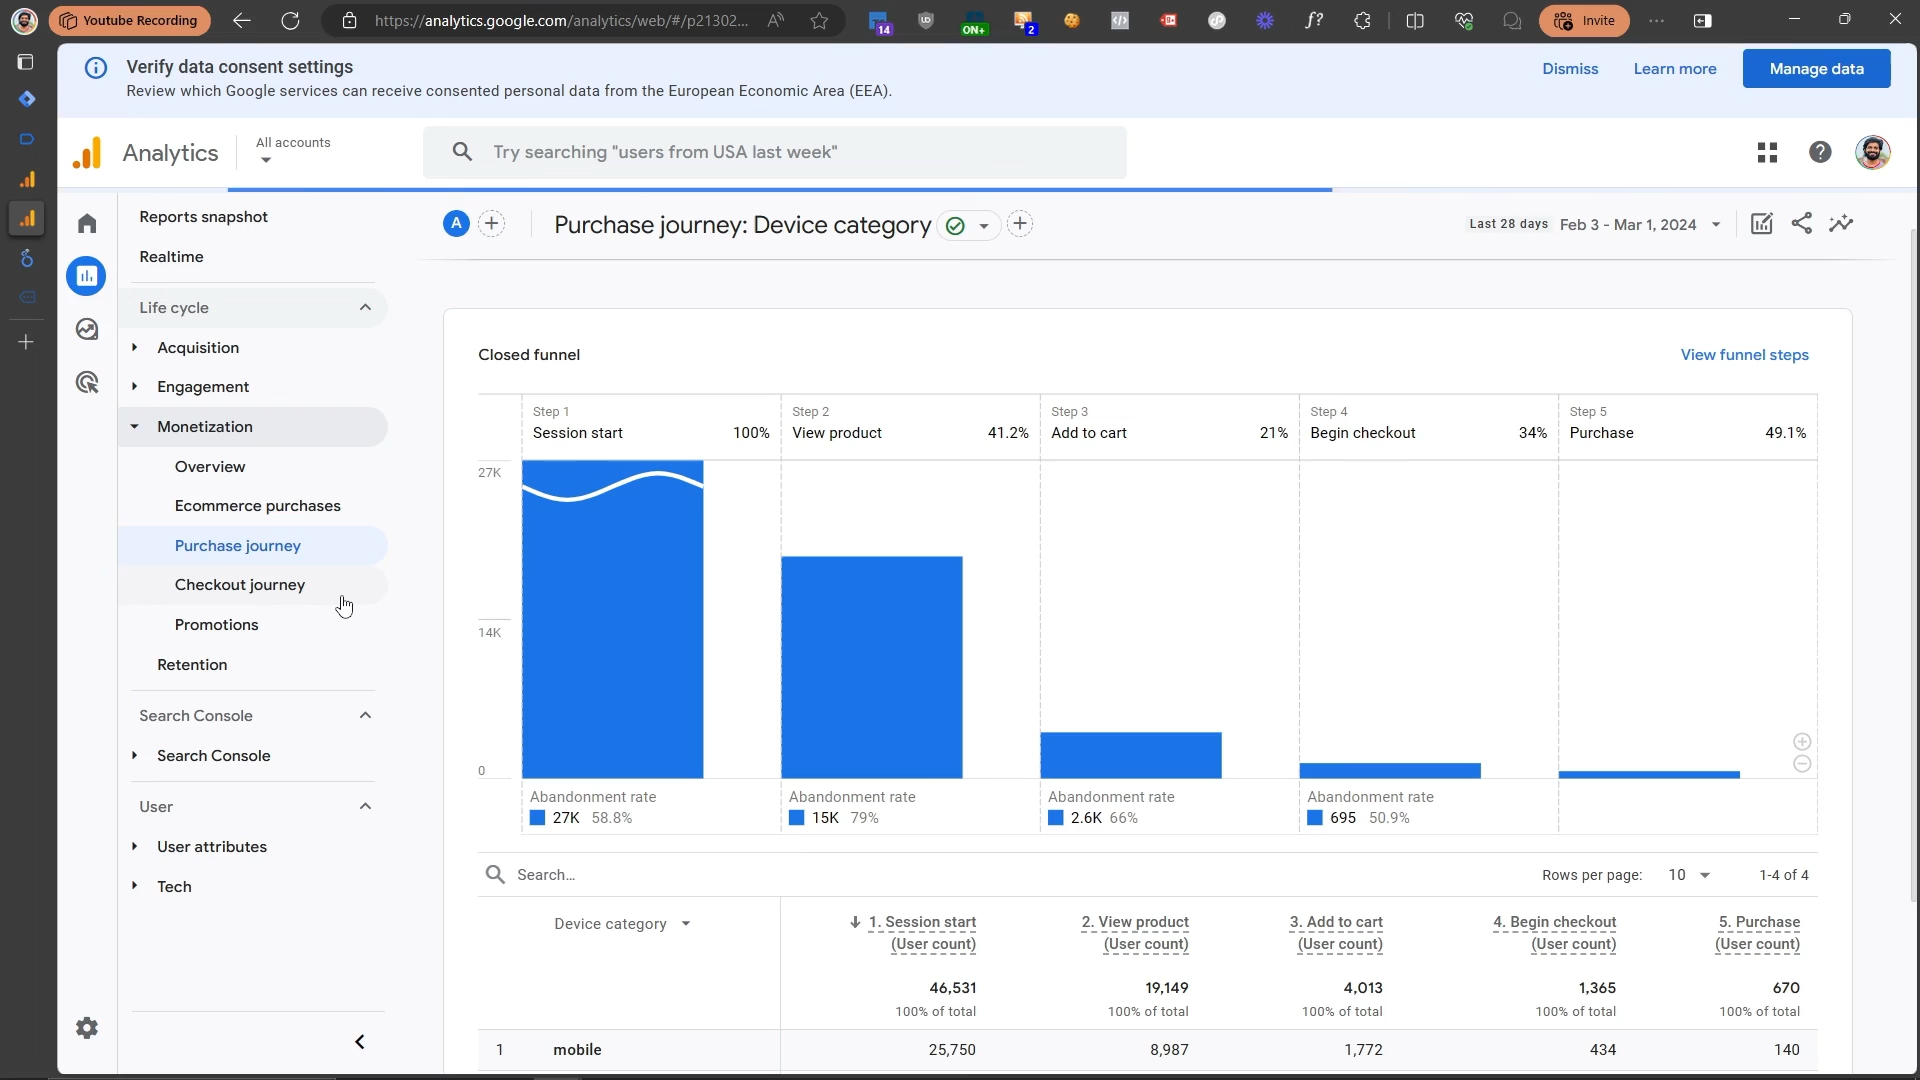 Youtube Recording
https://analytics.google.com/analytics/web/#/p21302...
14
ON+
2
Invite
Verify data consent settings
Review which Google services can receive consented personal data from the European Economic Area (EEA).
Dismiss
Learn more
Manage data
Analytics
All accounts
Try searching "users from USA last week"
Reports snapshot
Realtime
Life cycle
Acquisition
Engagement
Monetization
Overview
Ecommerce purchases
Purchase journey
Checkout journey
Promotions
Retention
Search Console
Search Console
User
User attributes
Tech
A
Purchase journey: Device category
Last 28 days Feb 3 - Mar 1, 2024
Closed funnel
View funnel steps
Step 1
Session start 100%
Step 2
View product 41.2%
Step 3
Add to cart 21%
Step 4
Begin checkout 34%
Step 5
Purchase 49.1%
27K
14K
0
Abandonment rate
27K 58.8%
Abandonment rate
15K 79%
Abandonment rate
2.6K 66%
Abandonment rate
695 50.9%
Search...
Rows per page: 10 1-4 of 4
Device category
1. Session start
(User count)
2. View product
(User count)
3. Add to cart
(User count)
4. Begin checkout
(User count)
5. Purchase
(User count)
46,531 19,149 4,013 1,365 670
100% of total 100% of total 100% of total 100% of total 100% of total
1 mobile 25,750 8,987 1,772 434 140